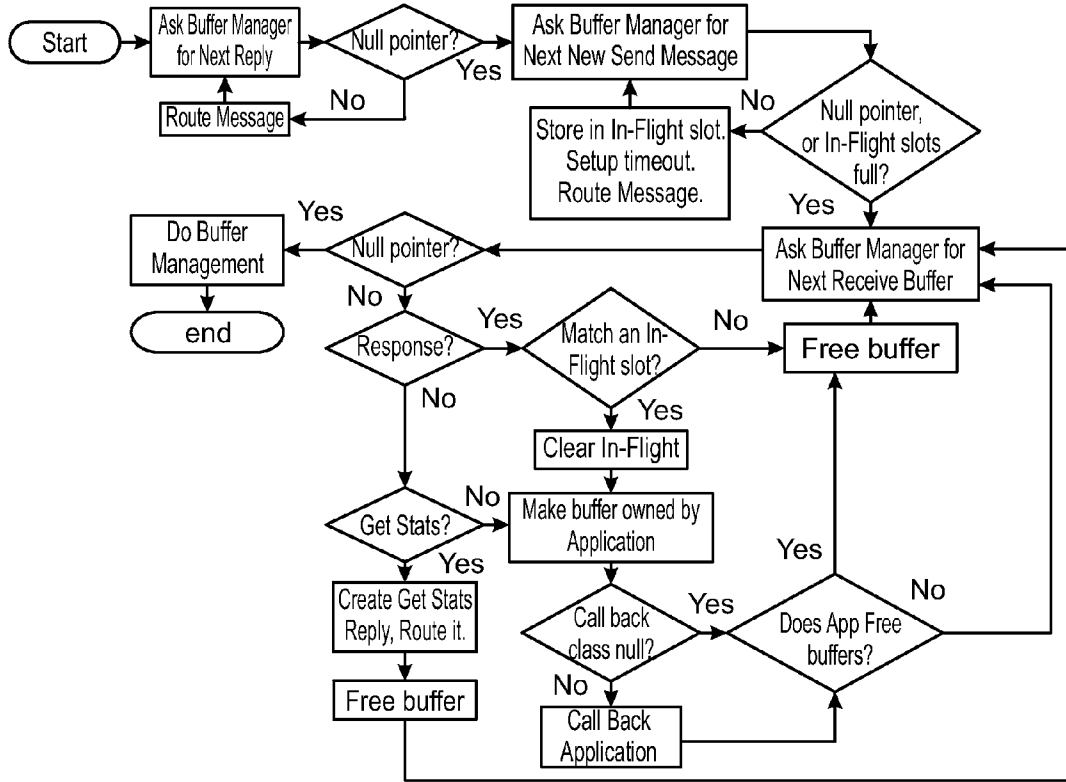 Start
Ask Buffer Manager
for Next Reply
Null pointer?
Yes
No
Route Message
Ask Buffer Manager for
Next New Send Message
No
Store in In-Flight slot.
Setup timeout.
Route Message.
Null pointer,
or In-Flight slots
full?
Yes
Ask Buffer Manager for
Next Receive Buffer
Null pointer?
Yes
Do Buffer
Management
end
No
Response?
Yes
Match an In-
Flight slot?
No
Free buffer
No
Yes
Clear In-Flight
Get Stats?
No
Make buffer owned by
Application
Yes
Create Get Stats
Reply, Route it.
Free buffer
Call back
class null?
Yes
Does App Free
buffers?
Yes
No
No
Call Back
Application